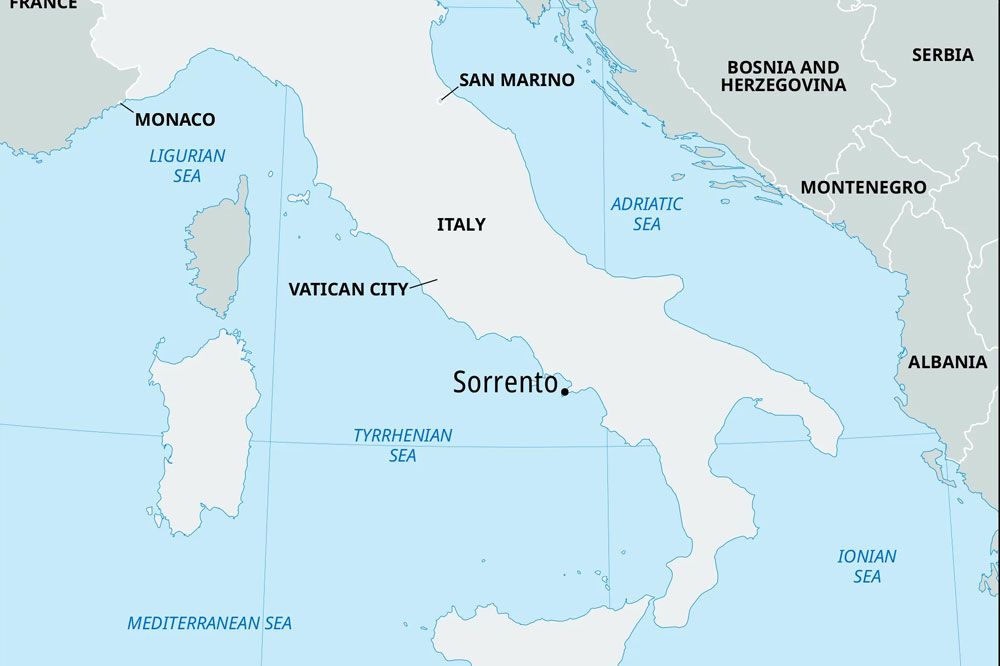 FRANCE
SERBIA
BOSNIA AND
HERZEGOVINA
SAN MARINO
MONACO
LIGURIAN
SEA
MONTENEGRO
ADRIATIC
SEA
ITALY
VATICAN CITY
ALBANIA
Sorrento
TYRRHENIAN
SEA
IONIAN
SEA
MEDITERRANEAN SEA